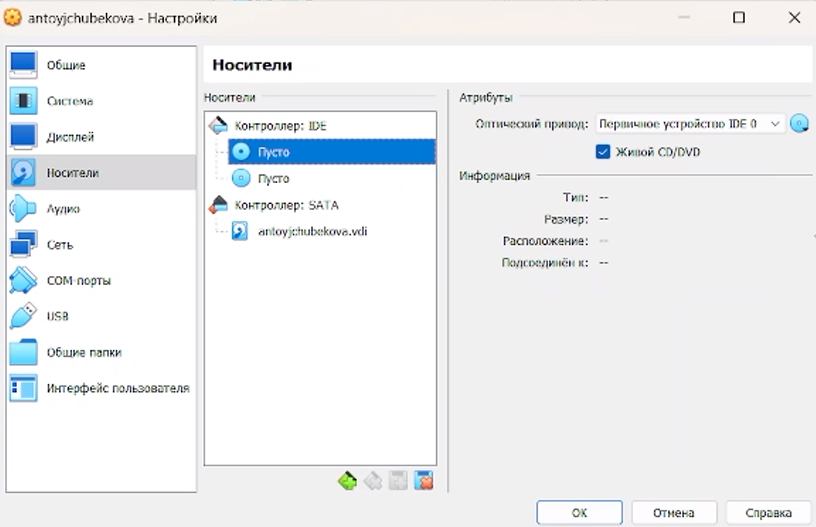 antoyjchubekova - Настройки
Общие
Система
Дисплей
Носители
Аудио
Сеть
COM-порты
USB
Общие папки
Интерфейс пользователя
Носители
Носители
Контроллер: IDE
Пусто
Пусто
Контроллер: SATA
antoyjchubekova.vdi
Атрибуты
Оптический привод: Первичное устройство IDE 0
Живой CD/DVD
Информация
Тип: --
Размер: --
Расположение: --
Подсоединён к: --
ОК
Отмена
Справка